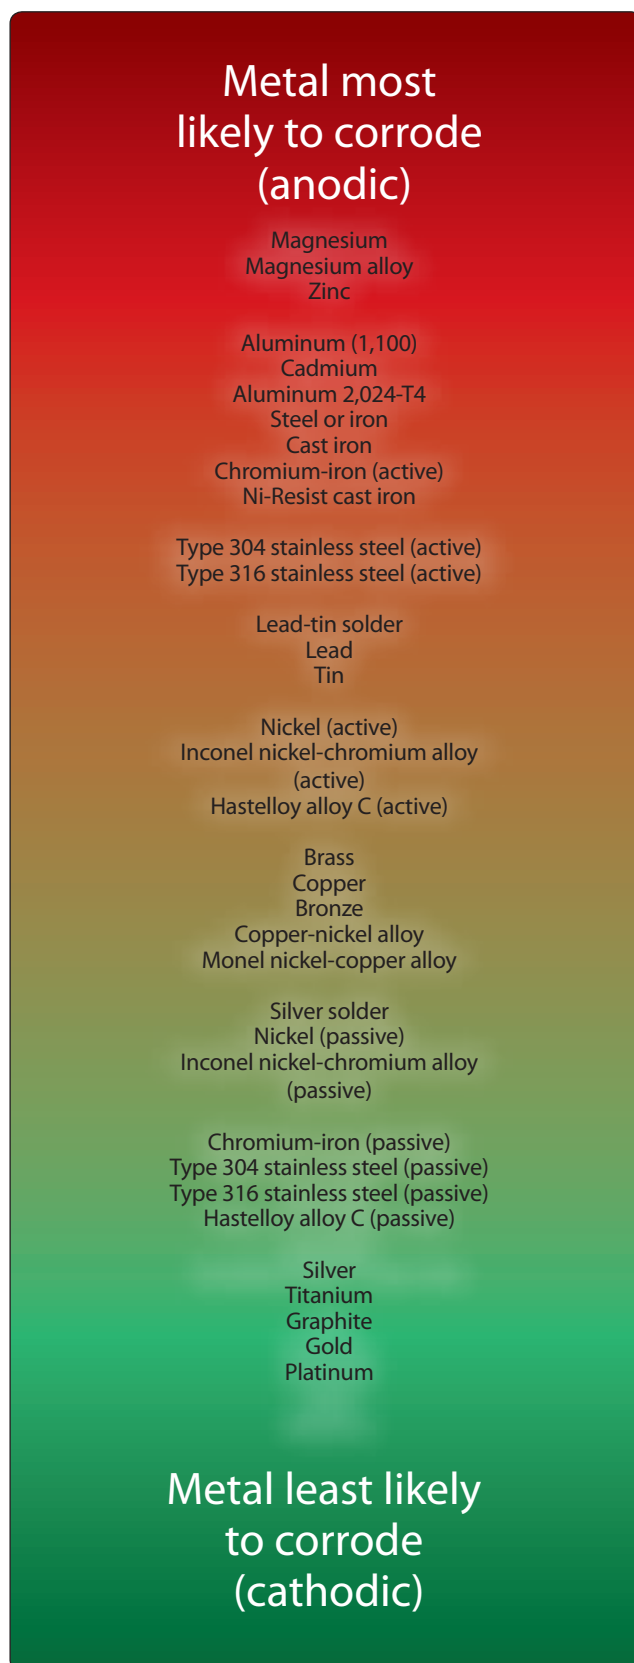 Metal most
likely to corrode
(anodic)
Magnesium
Magnesium alloy
Zinc
Aluminum (1,100)
Cadmium
Aluminum 2,024-T4
Steel or iron
Cast iron
Chromium-iron (active)
Ni-Resist cast iron
Type 304 stainless steel (active)
Type 316 stainless steel (active)
Lead-tin solder
Lead
Tin
Nickel (active)
Inconel nickel-chromium alloy
(active)
Hastelloy alloy C (active)
Brass
Copper
Bronze
Copper-nickel alloy
Monel nickel-copper alloy
Silver solder
Nickel (passive)
Inconel nickel-chromium alloy
(passive)
Chromium-iron (passive)
Type 304 stainless steel (passive)
Type 316 stainless steel (passive)
Hastelloy alloy C (passive)
Silver
Titanium
Graphite
Gold
Platinum
Metal least likely
to corrode
(cathodic)